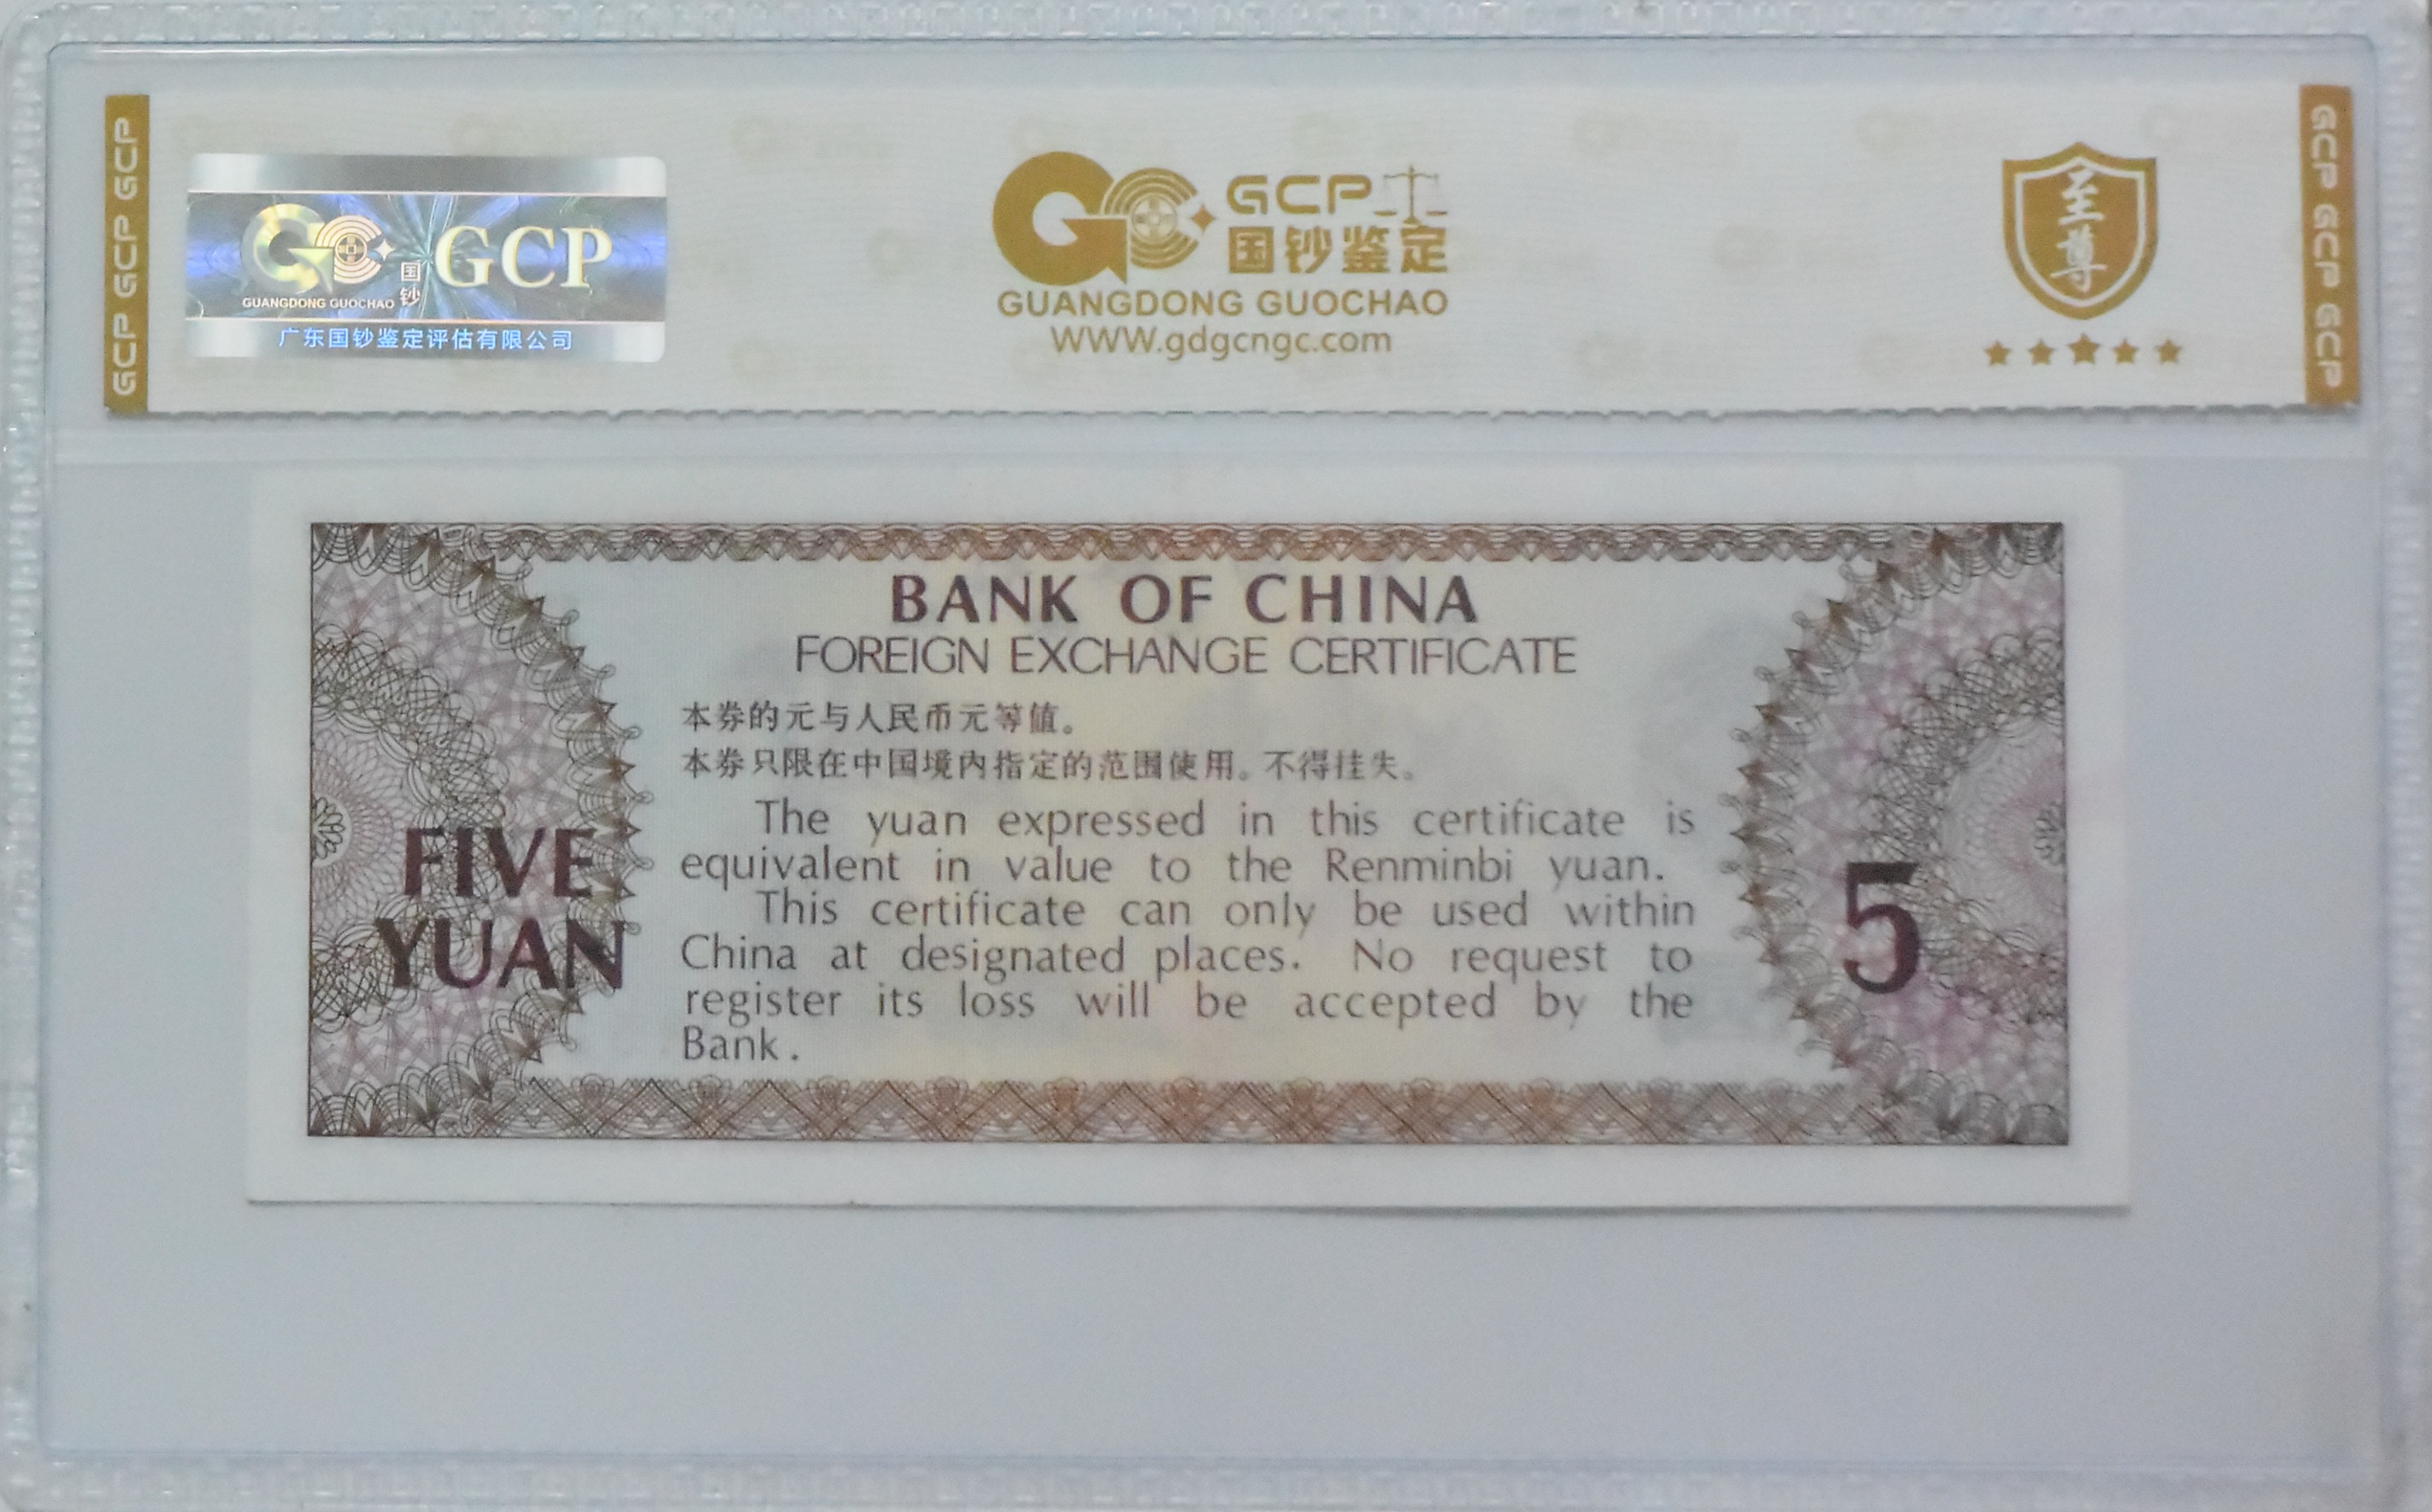 GCP GCP GCP
GUANGDONG GUOCHAO
国钞
GCP
广东国钞鉴定评估有限公司
GCP
国钞鉴定
GUANGDONG GUOCHAO
WWW.gdgcngc.com
至尊
GCP GCP GCP
BANK OF CHINA
FOREIGN EXCHANGE CERTIFICATE
本券的元与人民币元等值。
本券只限在中国境内指定的范围使用。不得挂失。
The yuan expressed in this certificate is
equivalent in value to the Renminbi yuan.
This certificate can only be used within
China at designated places. No request to
register its loss will be accepted by the
Bank.
FIVE
YUAN
5